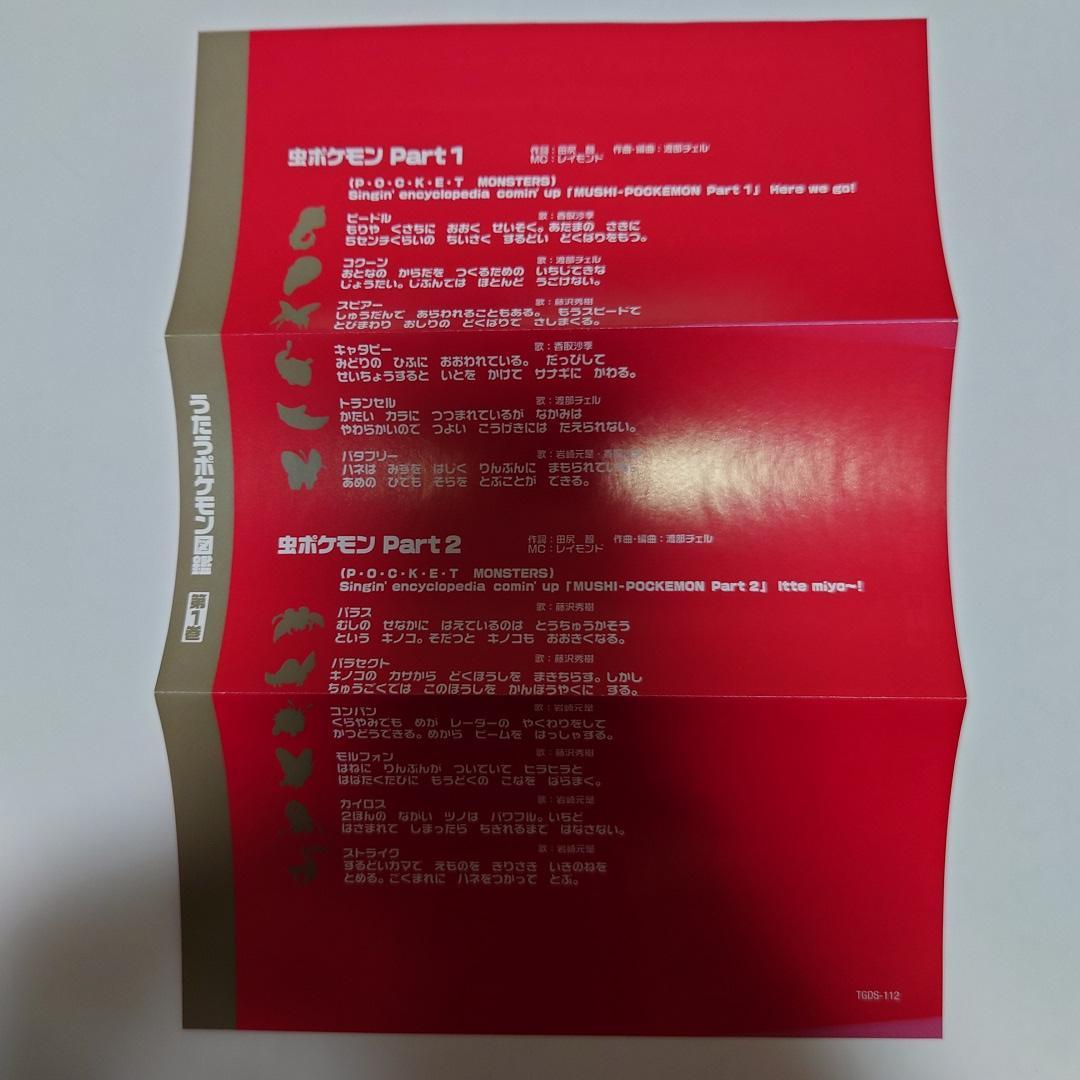 虫ポケモン Part 1
作詞：田尻 智 作曲・編曲：渡部チェル
MC：レイモンド
(P・O・C・K・E・T MONSTERS)
Singin' encyclopedia comin' up「MUSHI-POCKEMON Part 1」 Here we go!
ビードル 歌：香取沙季
もりや くさちに おおく せいそく。あたまの さきに
5センチくらいの ちいさく するどい どくばりをもつ。
コクーン 歌：渡部チェル
おとなの からだを つくるための いちじてきな
じょうたい。じぶんでは ほとんど うごけない。
スピアー 歌：藤沢秀樹
しゅうだんで あらわれることもある。 もうスピードで
とびまわり おしりの どくばりで さしまくる。
キャタピー 歌：香取沙季
みどりの ひふに おおわれている。 だっぴして
せいちょうすると いとを かけて サナギに かわる。
トランセル 歌：渡部チェル
かたい カラに つつまれているが なかみは
やわらかいので つよい こうげきには たえられない。
バタフリー 歌：岩崎元是・香取
ハネは みずを はじく りんぷんに まもられている。
あめの ひでも そらを とぶことが できる。
虫ポケモン Part 2
作詞：田尻 智 作曲・編曲：渡部チェル
MC：レイモンド
(P・O・C・K・E・T MONSTERS)
Singin' encyclopedia comin' up「MUSHI-POCKEMON Part 2」 Itte miyo~!
パラス 歌：藤沢秀樹
むしの せなかに はえているのは とうちゅうかそう
という キノコ。そだつと キノコも おおきくなる。
パラセクト 歌：藤沢秀樹
キノコの カサから どくほうしを まきちらす。しかし
ちゅうごくでは このほうしを かんぽうやくに する。
コンパン 歌：岩崎元是
くらやみでも めが レーダーの やくわりをして
かつどうできる。めから ビームを はっしゃする。
モルフォン 歌：藤沢秀樹
はねに りんぷんが ついていて ヒラヒラと
はばたくたびに もうどくの こなを ばらまく。
カイロス 歌：岩崎元是
2ほんの ながい ツノは パワフル。いちど
はさまれて しまったら ちぎれるまで はなさない。
ストライク 歌：岩崎元是
するどいカマで えものを きりさき いきのねを
とめる。ごくまれに ハネをつかって とぶ。
うたうポケモン図鑑 第1巻
TGDS-112